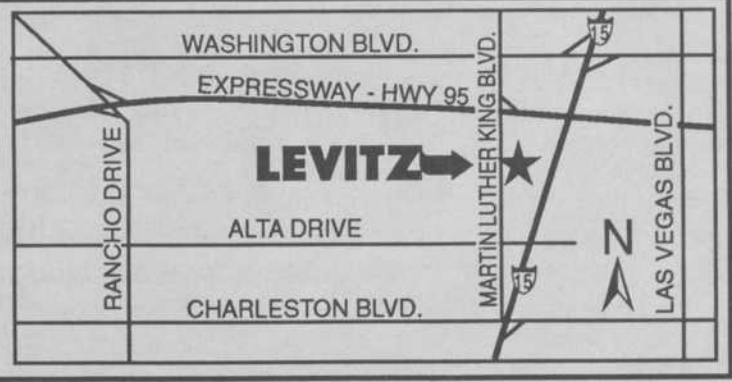 15
WASHINGTON BLVD.
EXPRESSWAY - HWY 95
MARTIN LUTHER KING BLVD.
RANCHO DRIVE
LEVITZ
LAS VEGAS BLVD.
ALTA DRIVE
N
15
CHARLESTON BLVD.